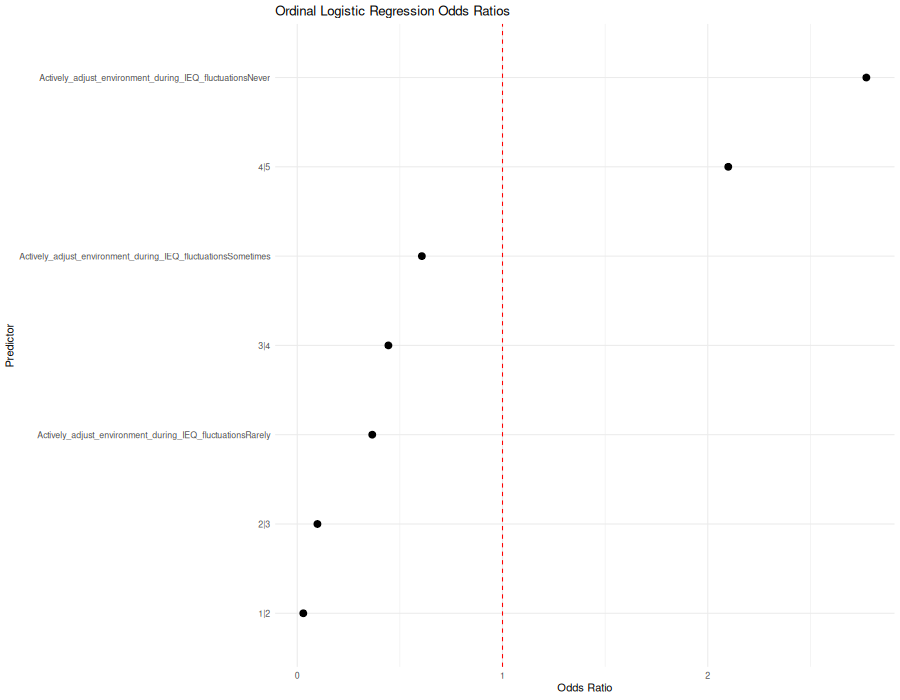 Ordinal Logistic Regression Odds Ratios
Actively_adjust_environment_during_IEQ_fluctuationsNever
4|5
Actively_adjust_environment_during_IEQ_fluctuationsSometimes
3|4
Predictor
Actively_adjust_environment_during_IEQ_fluctuationsRarely
2|3
1|2
0 1 2
Odds Ratio